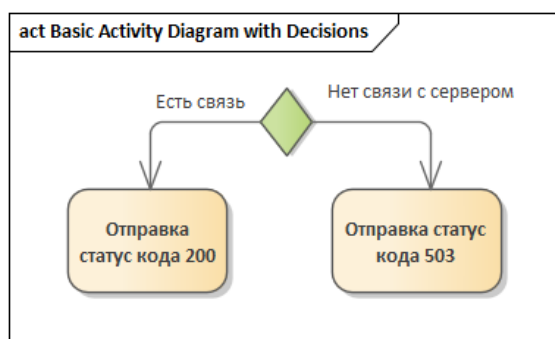 act Basic Activity Diagram with Decisions
Есть связь
Нет связи с сервером
Отправка
статус кода 200
Отправка статус
кода 503